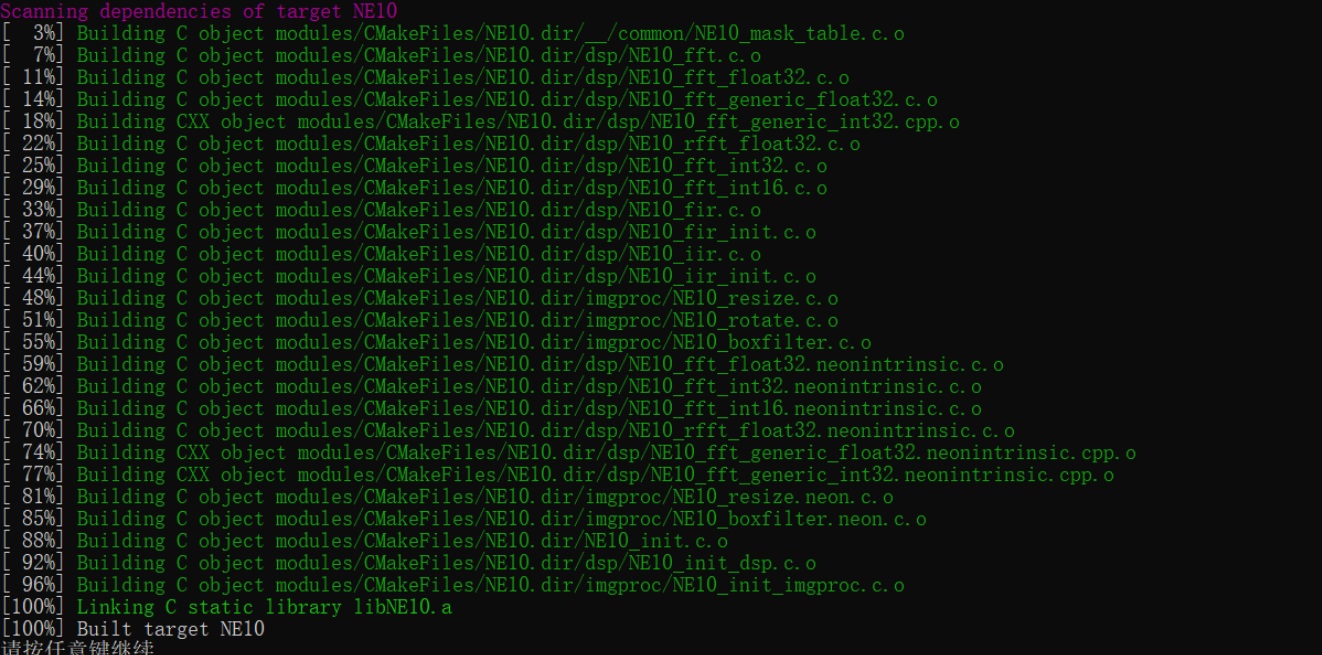 Scanning dependencies of target NE10
[  3%] Building C object modules/CMakeFiles/NE10.dir/__/common/NE10_mask_table.c.o
[  7%] Building C object modules/CMakeFiles/NE10.dir/dsp/NE10_fft.c.o
[ 11%] Building C object modules/CMakeFiles/NE10.dir/dsp/NE10_fft_float32.c.o
[ 14%] Building C object modules/CMakeFiles/NE10.dir/dsp/NE10_fft_generic_float32.c.o
[ 18%] Building CXX object modules/CMakeFiles/NE10.dir/dsp/NE10_fft_generic_int32.cpp.o
[ 22%] Building C object modules/CMakeFiles/NE10.dir/dsp/NE10_rfft_float32.c.o
[ 25%] Building C object modules/CMakeFiles/NE10.dir/dsp/NE10_fft_int32.c.o
[ 29%] Building C object modules/CMakeFiles/NE10.dir/dsp/NE10_fft_int16.c.o
[ 33%] Building C object modules/CMakeFiles/NE10.dir/dsp/NE10_fir.c.o
[ 37%] Building C object modules/CMakeFiles/NE10.dir/dsp/NE10_fir_init.c.o
[ 40%] Building C object modules/CMakeFiles/NE10.dir/dsp/NE10_iir.c.o
[ 44%] Building C object modules/CMakeFiles/NE10.dir/dsp/NE10_iir_init.c.o
[ 48%] Building C object modules/CMakeFiles/NE10.dir/imgproc/NE10_resize.c.o
[ 51%] Building C object modules/CMakeFiles/NE10.dir/imgproc/NE10_rotate.c.o
[ 55%] Building C object modules/CMakeFiles/NE10.dir/imgproc/NE10_boxfilter.c.o
[ 59%] Building C object modules/CMakeFiles/NE10.dir/dsp/NE10_fft_float32.neonintrinsic.c.o
[ 62%] Building C object modules/CMakeFiles/NE10.dir/dsp/NE10_fft_int32.neonintrinsic.c.o
[ 66%] Building C object modules/CMakeFiles/NE10.dir/dsp/NE10_fft_int16.neonintrinsic.c.o
[ 70%] Building C object modules/CMakeFiles/NE10.dir/dsp/NE10_rfft_float32.neonintrinsic.c.o
[ 74%] Building CXX object modules/CMakeFiles/NE10.dir/dsp/NE10_fft_generic_float32.neonintrinsic.cpp.o
[ 77%] Building CXX object modules/CMakeFiles/NE10.dir/dsp/NE10_fft_generic_int32.neonintrinsic.cpp.o
[ 81%] Building C object modules/CMakeFiles/NE10.dir/imgproc/NE10_resize.neon.c.o
[ 85%] Building C object modules/CMakeFiles/NE10.dir/imgproc/NE10_boxfilter.neon.c.o
[ 88%] Building C object modules/CMakeFiles/NE10.dir/NE10_init.c.o
[ 92%] Building C object modules/CMakeFiles/NE10.dir/dsp/NE10_init_dsp.c.o
[ 96%] Building C object modules/CMakeFiles/NE10.dir/imgproc/NE10_init_imgproc.c.o
[100%] Linking C static library libNE10.a
[100%] Built target NE10
请按任意键继续